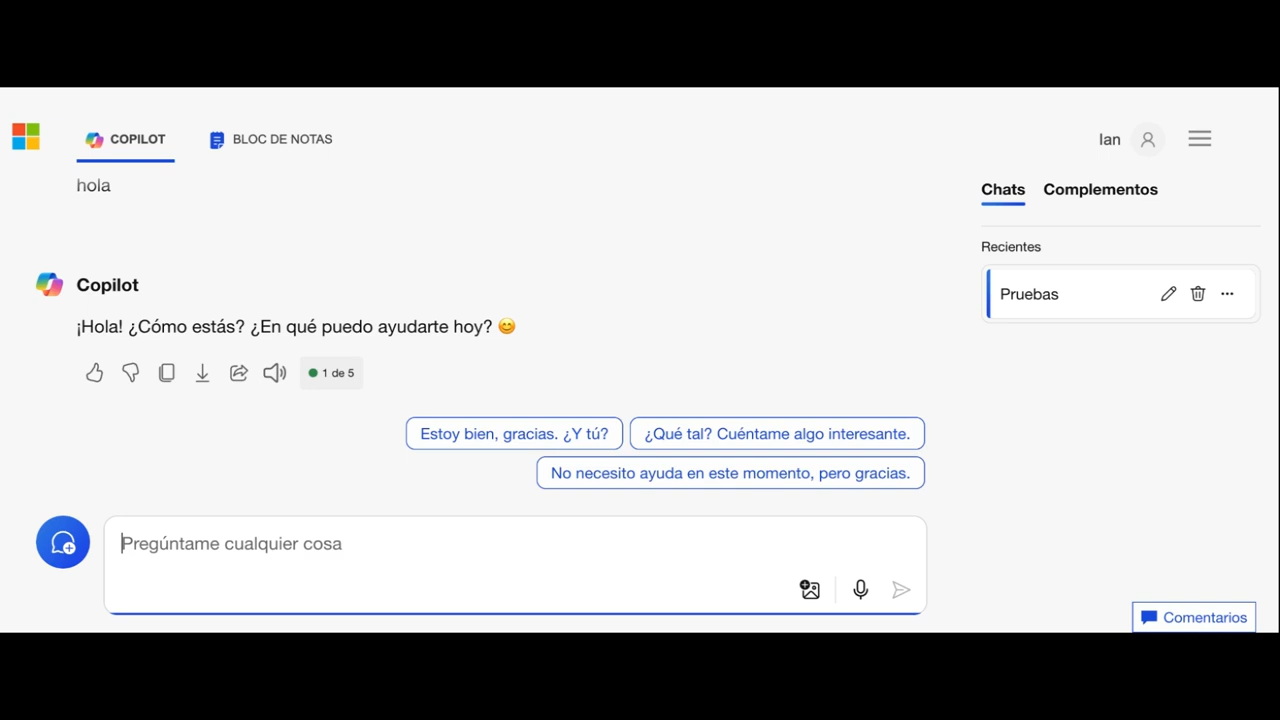 COPILOT
BLOC DE NOTAS
Ian
hola
Chats
Complementos
Recientes
Pruebas
Copilot
¡Hola! ¿Cómo estás? ¿En qué puedo ayudarte hoy? 😊
1 de 5
Estoy bien, gracias. ¿Y tú?
¿Qué tal? Cuéntame algo interesante.
No necesito ayuda en este momento, pero gracias.
Pregúntame cualquier cosa
Comentarios